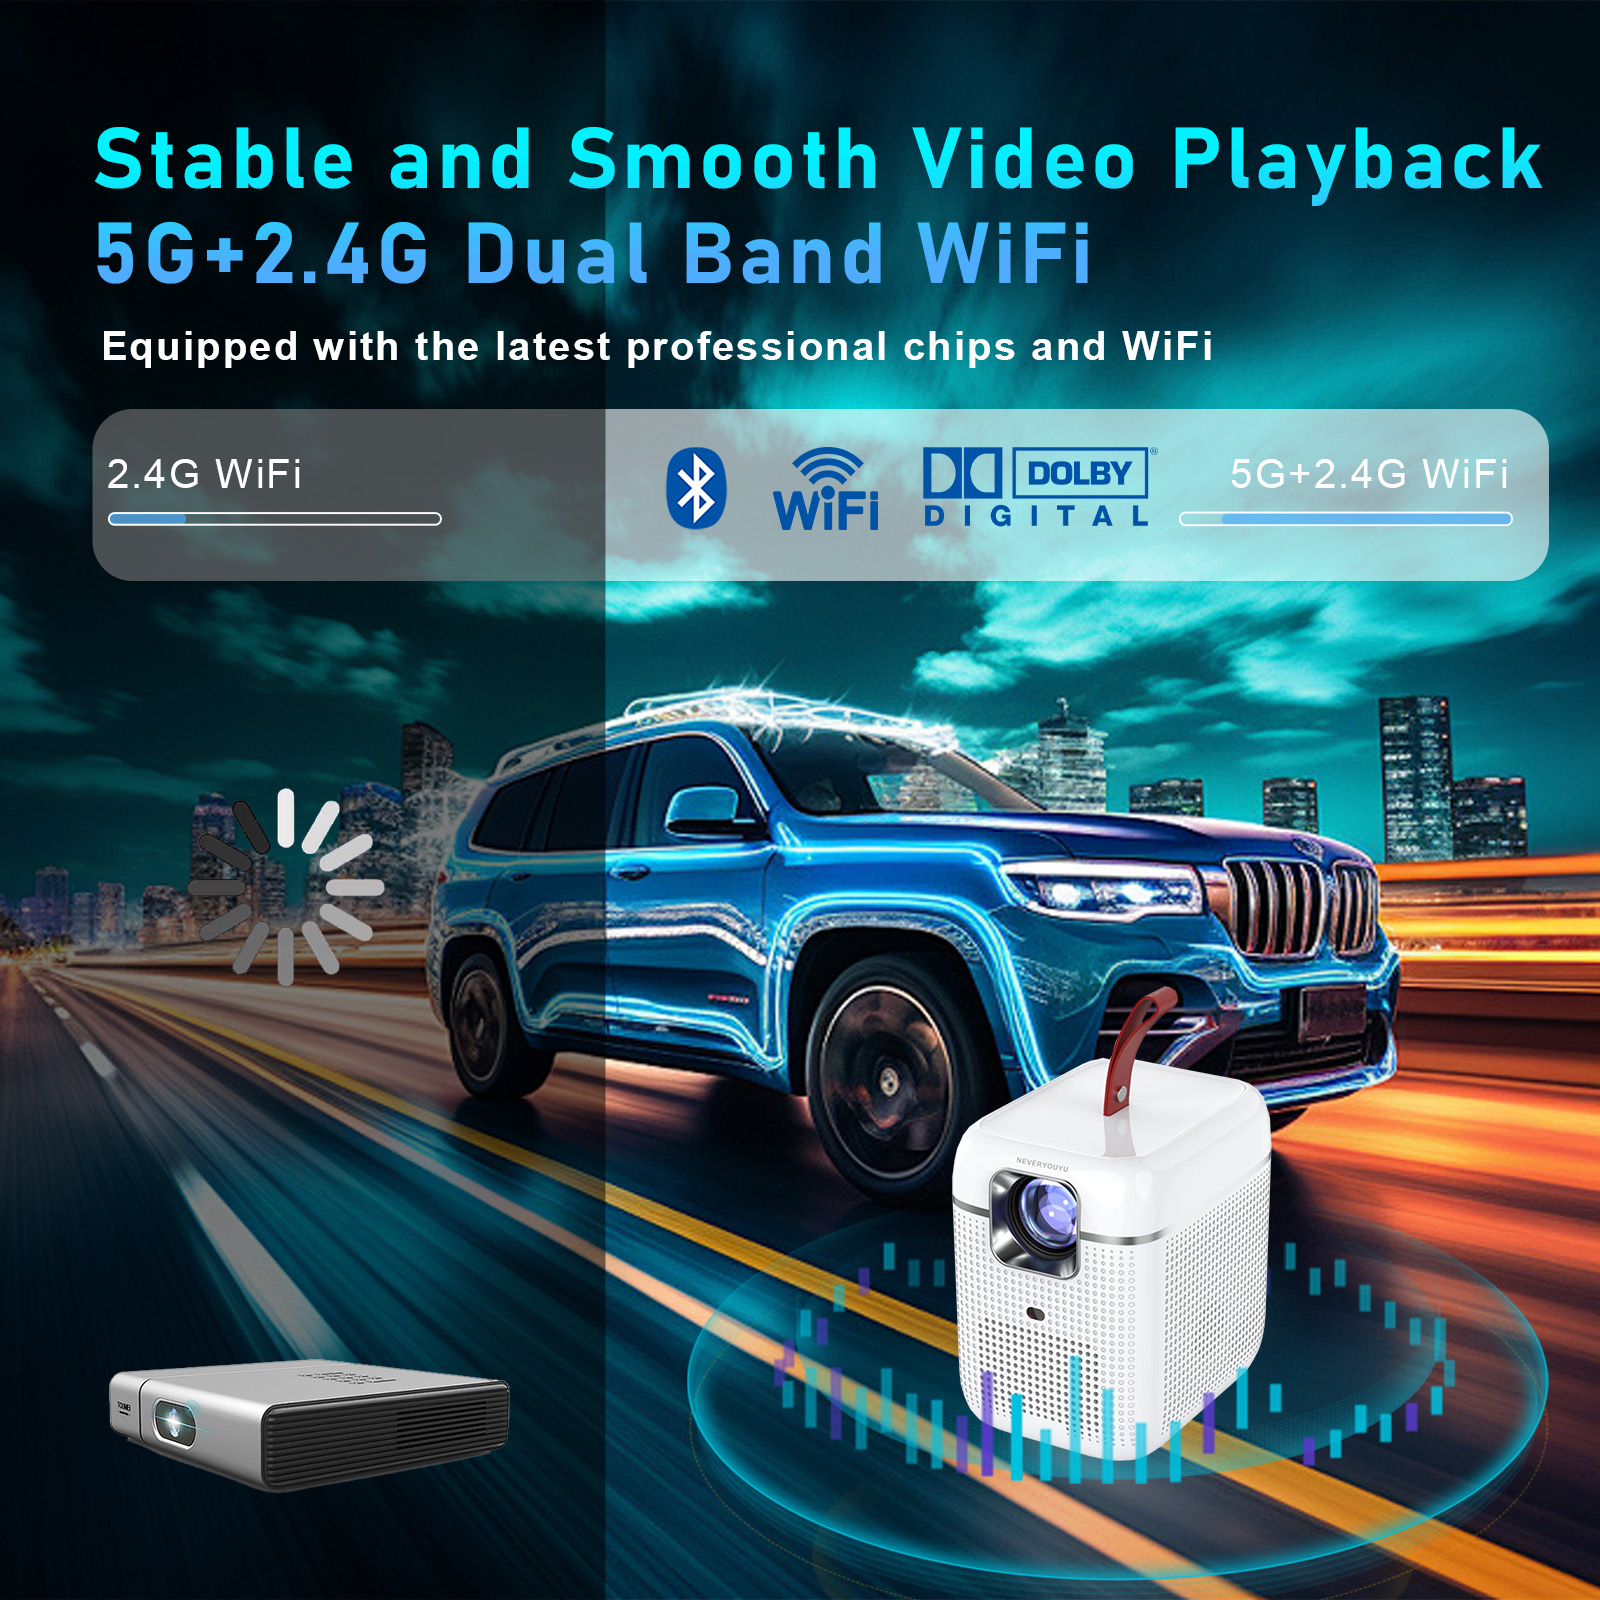 Stable and Smooth Video Playback
5G+2.4G Dual Band WiFi
Equipped with the latest professional chips and WiFi
2.4G WiFi
WiFi
DOLBY
DIGITAL
®
5G+2.4G WiFi
NEVERYOUYU
TOUMEI